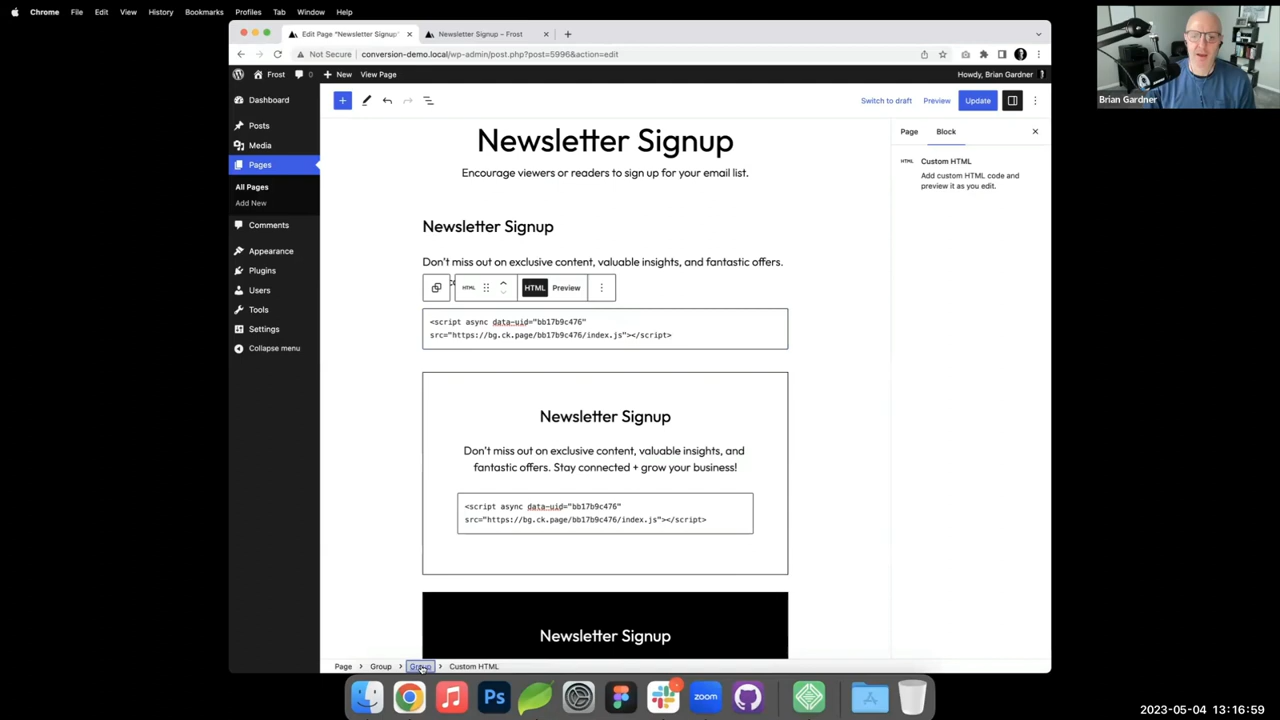 Chrome File Edit View History Bookmarks Profiles Tab Window Help
Edit Page "Newsletter Signup"
Newsletter Signup – Frost
Not Secure conversion-demo.local/wp-admin/post.php?post=5996&action=edit
Frost 0 New View Page Howdy, Brian Gardner
Dashboard
Posts
Media
Pages
All Pages
Add New
Comments
Appearance
Plugins
Users
Tools
Settings
Collapse menu
Switch to draft Preview Update
Newsletter Signup
Encourage viewers or readers to sign up for your email list.
Newsletter Signup
Don't miss out on exclusive content, valuable insights, and fantastic offers.
HTML HTML Preview
<script async data-uid="bb17b9c476"
src="https://bg.ck.page/bb17b9c476/index.js"></script>
Newsletter Signup
Don't miss out on exclusive content, valuable insights, and
fantastic offers. Stay connected + grow your business!
<script async data-uid="bb17b9c476"
src="https://bg.ck.page/bb17b9c476/index.js"></script>
Newsletter Signup
Page Group Group Custom HTML
Page Block
HTML Custom HTML
Add custom HTML code and
preview it as you edit.
Brian Gardner
Ps
zoom
2023-05-04 13:16:59